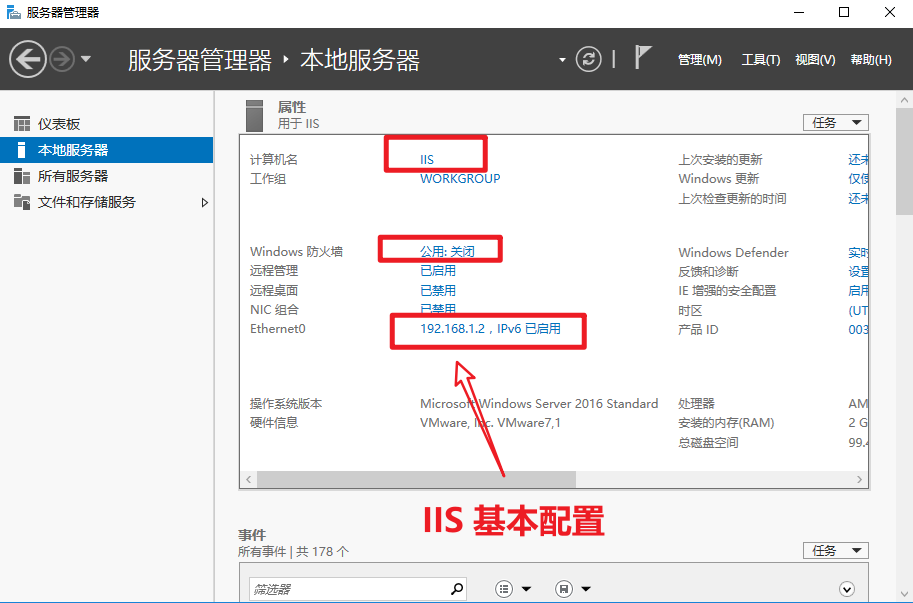 服务器管理器
服务器管理器 ‣ 本地服务器
管理(M) 工具(T) 视图(V) 帮助(H)
仪表板
本地服务器
所有服务器
文件和存储服务
属性
用于 IIS
任务
计算机名 IIS 上次安装的更新 还未
工作组 WORKGROUP Windows 更新 仅使
上次检查更新的时间 还未
Windows 防火墙 公用: 关闭 Windows Defender 实时
远程管理 已启用 反馈和诊断 设置
远程桌面 已禁用 IE 增强的安全配置 启用
NIC 组合 已禁用 时区 (UT
Ethernet0 192.168.1.2，IPv6 已启用 产品 ID 003
操作系统版本 Microsoft Windows Server 2016 Standard 处理器 AM
硬件信息 VMware, Inc. VMware7,1 安装的内存(RAM) 2 G
总磁盘空间 99.4
IIS 基本配置
事件
所有事件 | 共 178 个
任务
筛选器